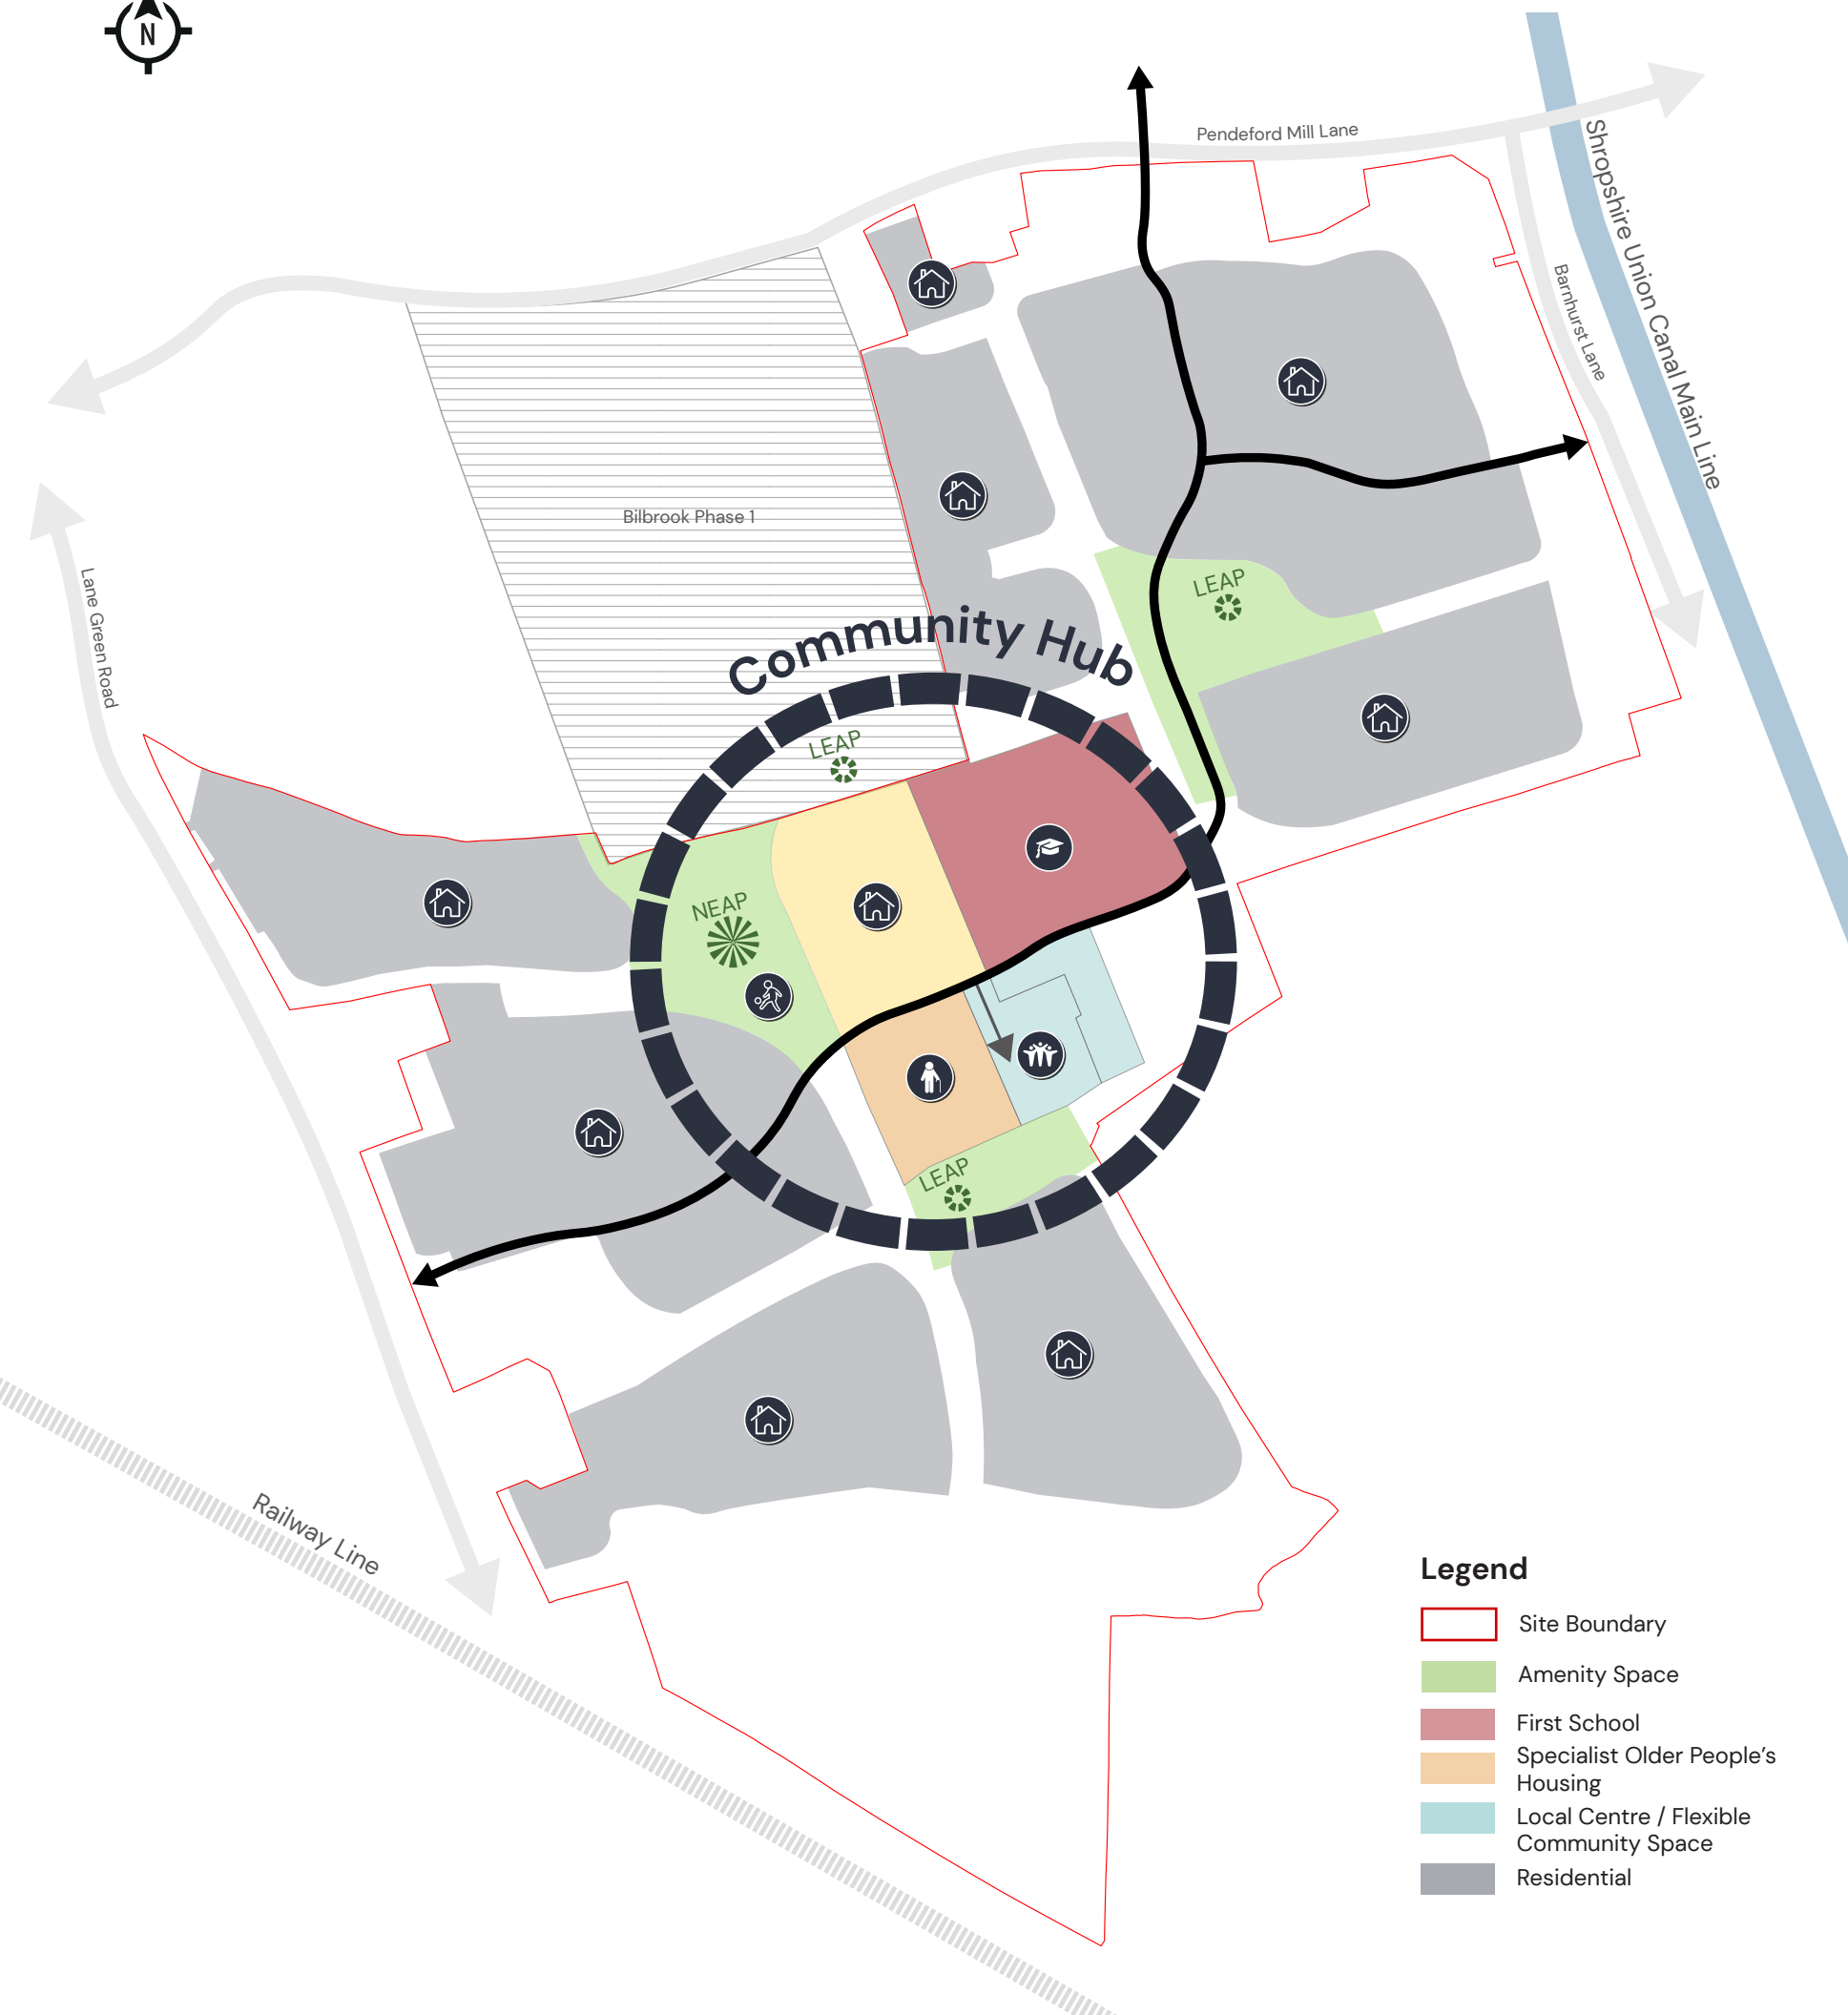 N
Pendeford Mill Lane
Shropshire Union Canal Main Line
Barnhurst Lane
Bilbrook Phase 1
Lane Green Road
LEAP
Community Hub
LEAP
NEAP
LEAP
Railway Line
Legend
Site Boundary
Amenity Space
First School
Specialist Older People’s
Housing
Local Centre / Flexible
Community Space
Residential